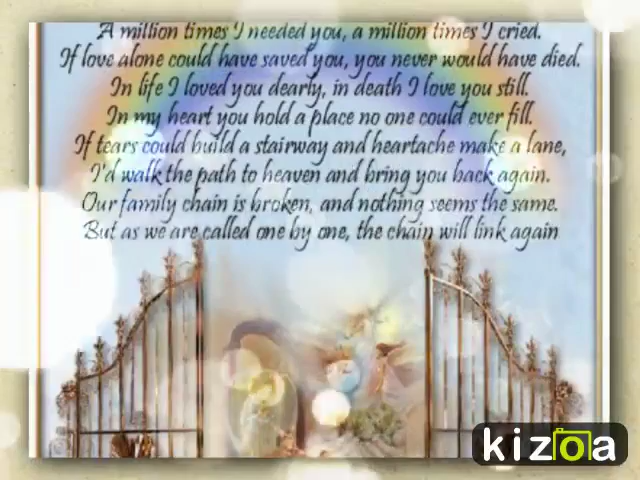 A million times I needed you, a million times I cried.
If love alone could have saved you, you never would have died.
In life I loved you dearly, in death I love you still.
In my heart you hold a place no one could ever fill.
If tears could build a stairway and heartache make a lane,
I'd walk the path to heaven and bring you back again.
Our family chain is broken, and nothing seems the same.
But as we are called one by one, the chain will link again
kizoa